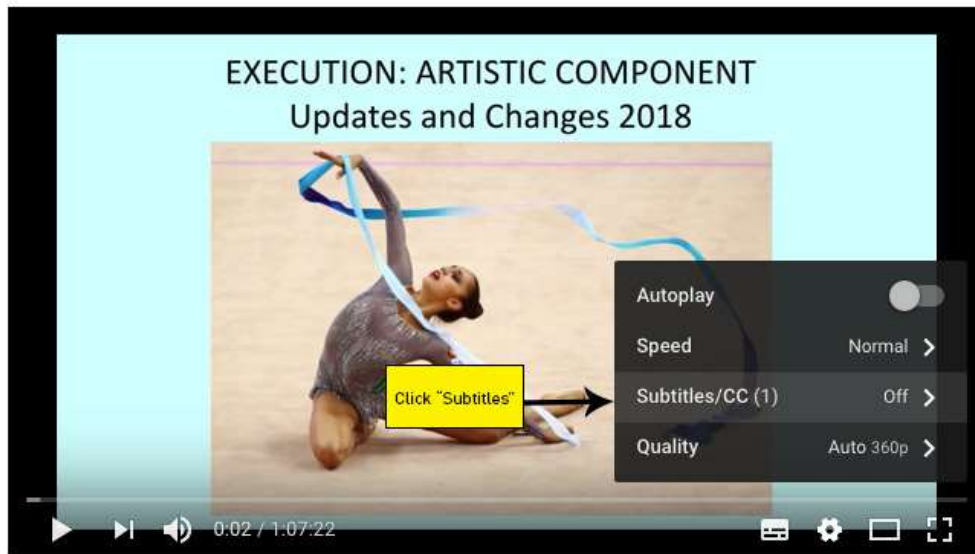 EXECUTION: ARTISTIC COMPONENT
Updates and Changes 2018
Autoplay
Speed Normal
Click “Subtitles”
Subtitles/CC (1) Off
Quality Auto 360p
0:02 / 1:07:22